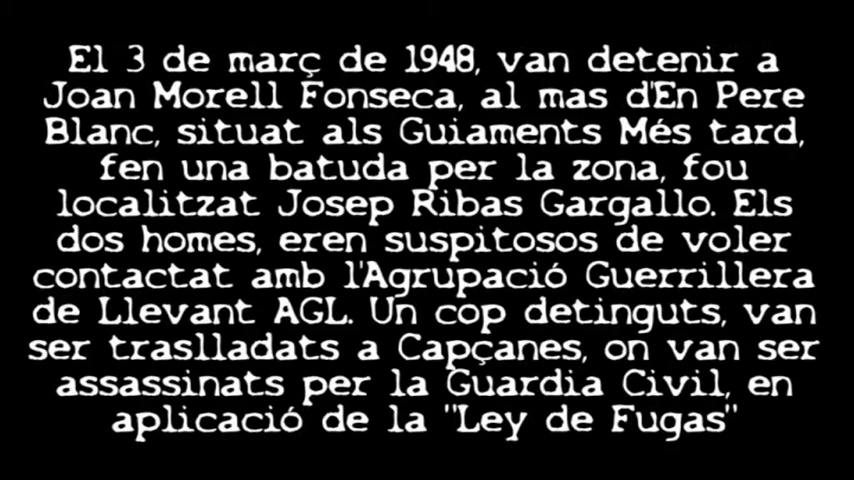 El 3 de març de 1948, van detenir a
Joan Morell Fonseca, al mas d'En Pere
Blanc, situat als Guiaments Més tard,
fen una batuda per la zona, fou
localitzat Josep Ribas Gargallo. Els
dos homes, eren suspitosos de voler
contactat amb l'Agrupació Guerrillera
de Llevant AGL. Un cop detinguts, van
ser traslladats a Capçanes, on van ser
assassinats per la Guardia Civil, en
aplicació de la "Ley de Fugas"